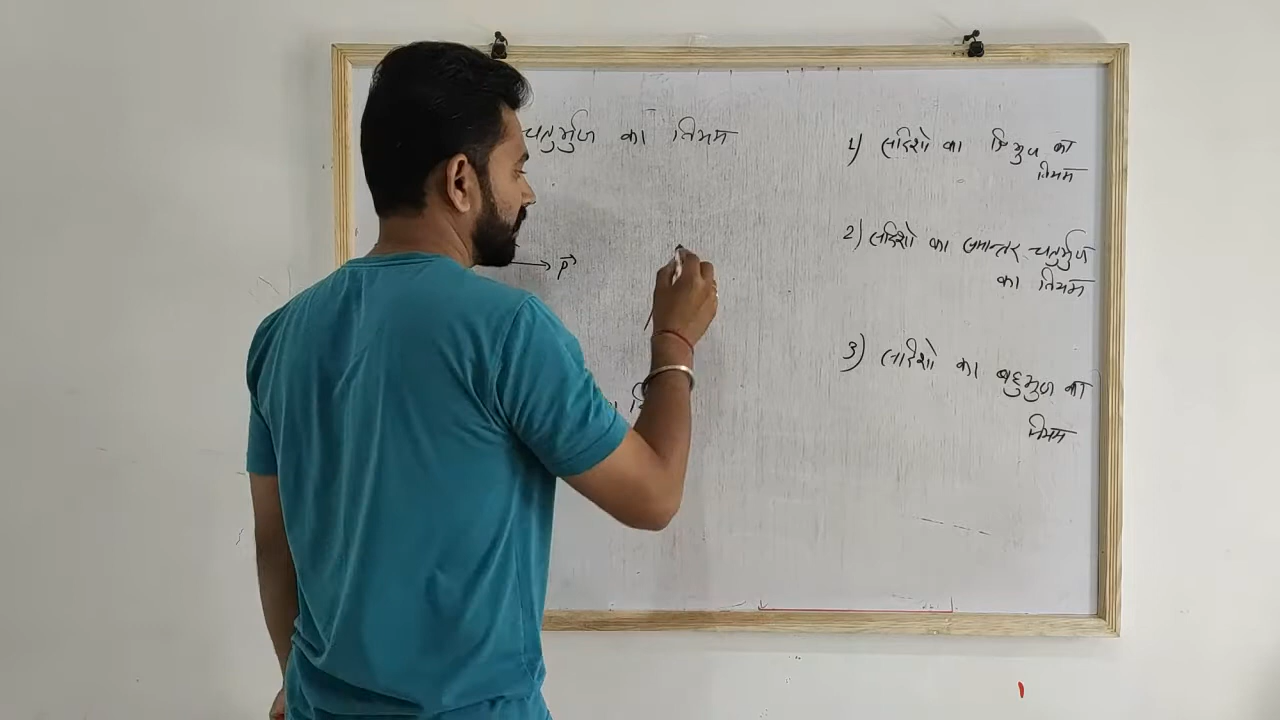 चतुर्भुज का नियम
P
1) सदिशो का त्रिभुज का
नियम
2) सदिशो का समान्तर चतुर्भुज
का नियम
3) सदिशो का बहुभुज का
नियम